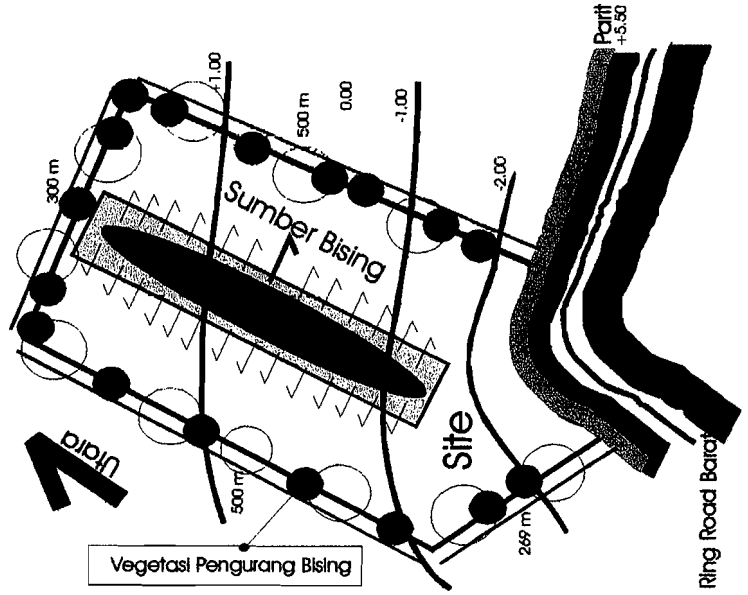 Parit
+5.50
+1.00
500 m
0.00
-1.00
-2.00
300 m
Sumber Bising
Utara
500 m
Site
269 m
Ring Road Barat
Vegetasi Pengurang Bising